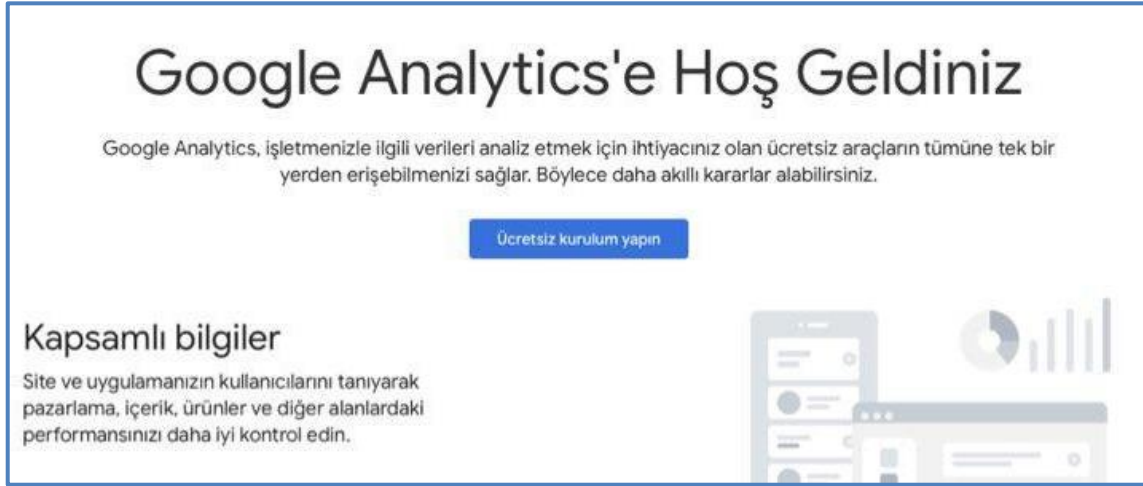 Google Analytics'e Hoş Geldiniz
Google Analytics, işletmenizle ilgili verileri analiz etmek için ihtiyacınız olan ücretsiz araçların tümüne tek bir
yerden erişebilmenizi sağlar. Böylece daha akıllı kararlar alabilirsiniz.
Ücretsiz kurulum yapın
Kapsamlı bilgiler
Site ve uygulamanızın kullanıcılarını tanıyarak
pazarlama, içerik, ürünler ve diğer alanlardaki
performansınızı daha iyi kontrol edin.